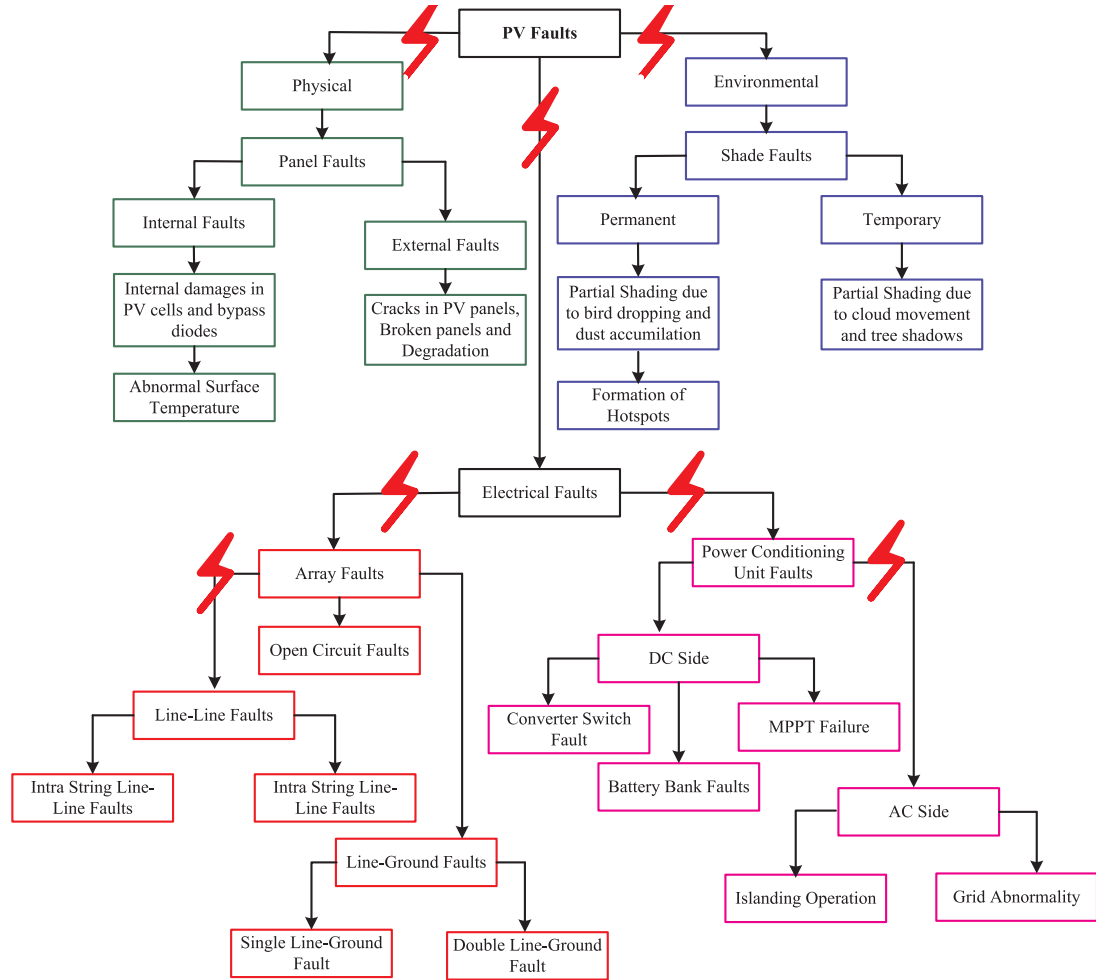 PV Faults
Physical
Environmental
Panel Faults
Shade Faults
Internal Faults
External Faults
Permanent
Temporary
Internal damages in
PV cells and bypass
diodes
Cracks in PV panels,
Broken panels and
Degradation
Partial Shading due
to bird dropping and
dust accumilation
Partial Shading due
to cloud movement
and tree shadows
Abnormal Surface
Temperature
Formation of
Hotspots
Electrical Faults
Array Faults
Power Conditioning
Unit Faults
Open Circuit Faults
DC Side
Line-Line Faults
Converter Switch
Fault
MPPT Failure
Intra String Line-
Line Faults
Intra String Line-
Line Faults
Battery Bank Faults
AC Side
Line-Ground Faults
Islanding Operation
Grid Abnormality
Single Line-Ground
Fault
Double Line-Ground
Fault